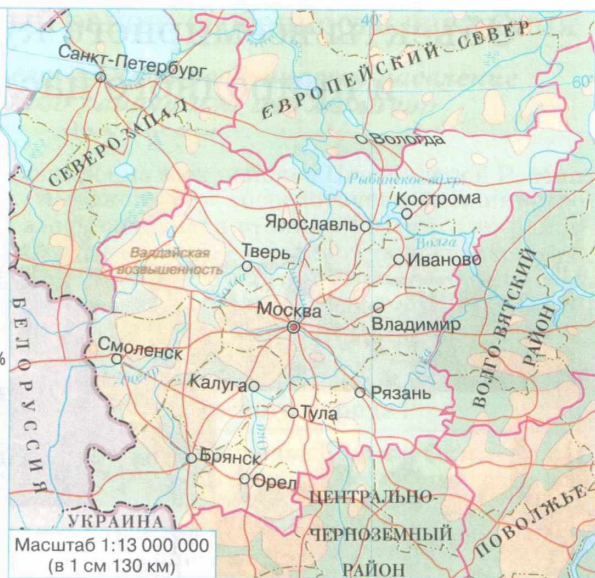 40°
Санкт-Петербург
ЕВРОПЕЙСКИЙ СЕВЕР
60°
СЕВЕРО-ЗАПАД
Вологда
Рыбинское вдхр.
Кострома
Ярославль
Волга
Валдайская
возвышенность
Тверь
Иваново
ВОЛГО-ВЯТСКИЙ
РАЙОН
БЕЛОРУССИЯ
Москва
Владимир
%
Смоленск
Ока
Днепр
Калуга
Рязань
Тула
Ока
Брянск
Орел
ЦЕНТРАЛЬНО-
ЧЕРНОЗЕМНЫЙ
РАЙОН
ПОВОЛЖЬЕ
УКРАИНА
Масштаб 1:13 000 000
(в 1 см 130 км)